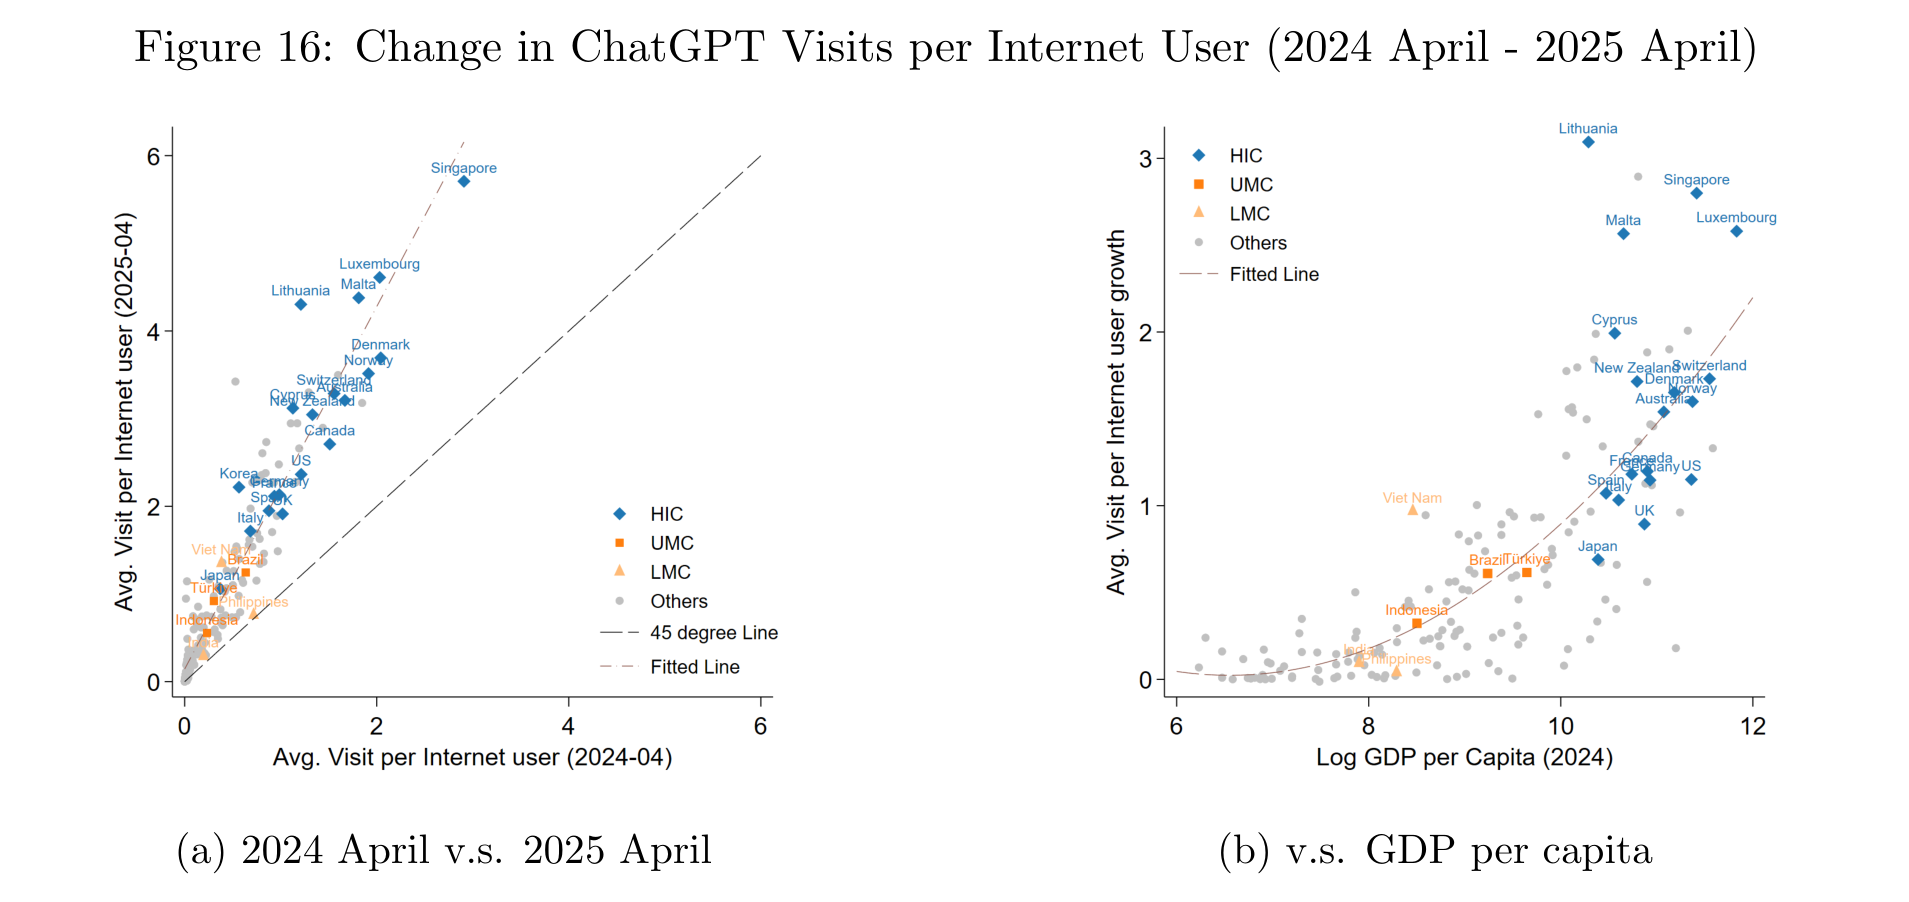 Figure 16: Change in ChatGPT Visits per Internet User (2024 April - 2025 April)
Avg. Visit per Internet user (2025-04)
6
4
2
0
Singapore
Luxembourg
Malta
Lithuania
Denmark
Norway
Switzerland
Australia
Cyprus
New Zealand
Canada
US
Korea
Germany
France
Spain
UK
Italy
Viet Nam
Brazil
Japan
Türkiye
Philippines
Indonesia
India
HIC
UMC
LMC
Others
45 degree Line
Fitted Line
0 2 4 6
Avg. Visit per Internet user (2024-04)
(a) 2024 April v.s. 2025 April
Avg. Visit per Internet user growth
3
2
1
0
HIC
UMC
LMC
Others
Fitted Line
Lithuania
Singapore
Luxembourg
Malta
Cyprus
Switzerland
New Zealand
Denmark
Norway
Australia
Canada
France
Germany
US
Spain
Italy
UK
Viet Nam
Japan
Brazil
Türkiye
Indonesia
India
Philippines
6 8 10 12
Log GDP per Capita (2024)
(b) v.s. GDP per capita